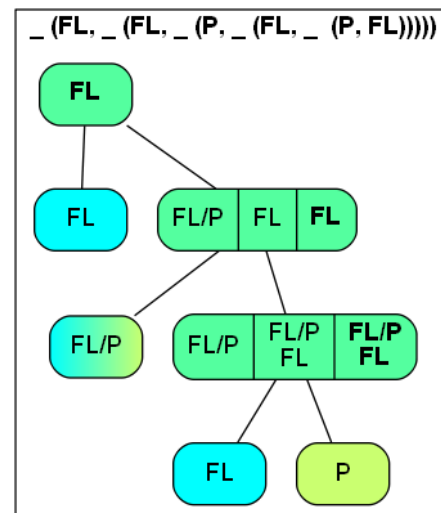 _ (FL, _ (FL, _ (P, _ (FL, _ (P, FL)))))
FL
FL
FL/P FL FL
FL/P
FL/P FL/P FL/P
FL FL
FL P